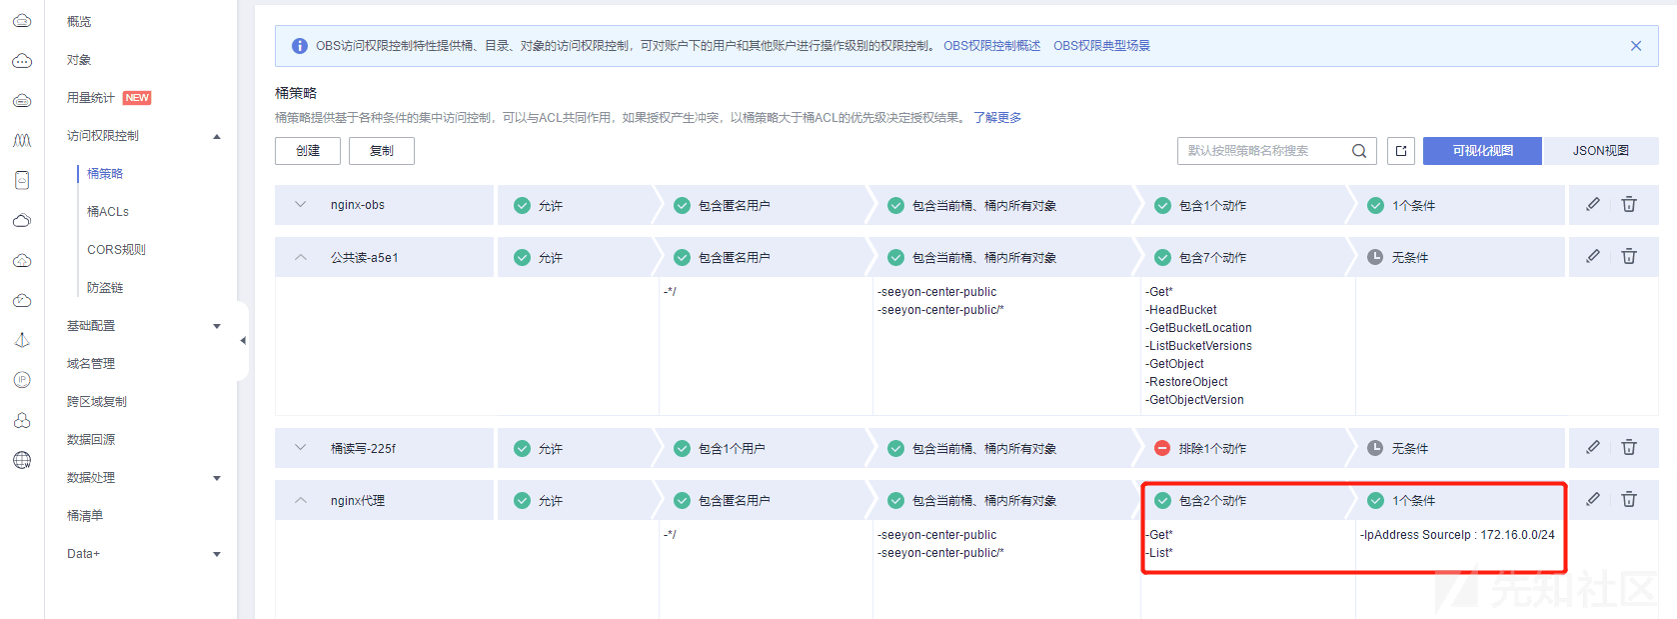 概览
对象
用量统计 NEW
访问权限控制
桶策略
桶ACLs
CORS规则
防盗链
基础配置
域名管理
跨区域复制
数据回源
数据处理
桶清单
Data+
OBS访问权限控制特性提供桶、目录、对象的访问权限控制，可对账户下的用户和其他账户进行操作级别的权限控制。 OBS权限控制概述 OBS权限典型场景
桶策略
桶策略提供基于各种条件的集中访问控制，可以与ACL共同作用，如果授权产生冲突，以桶策略大于桶ACL的优先级决定授权结果。 了解更多
创建 复制 默认按照策略名称搜索 可视化视图 JSON视图
nginx-obs 允许 包含匿名用户 包含当前桶、桶内所有对象 包含1个动作 1个条件
公共读-a5e1 允许 包含匿名用户 包含当前桶、桶内所有对象 包含7个动作 无条件
-*/ -seeyon-center-public -Get*
-seeyon-center-public/* -HeadBucket
-GetBucketLocation
-ListBucketVersions
-GetObject
-RestoreObject
-GetObjectVersion
桶读写-225f 允许 包含1个用户 包含当前桶、桶内所有对象 排除1个动作 无条件
nginx代理 允许 包含匿名用户 包含当前桶、桶内所有对象 包含2个动作 1个条件
-*/ -seeyon-center-public -Get* -IpAddress SourceIp : 172.16.0.0/24
-seeyon-center-public/* -List*
先知社区